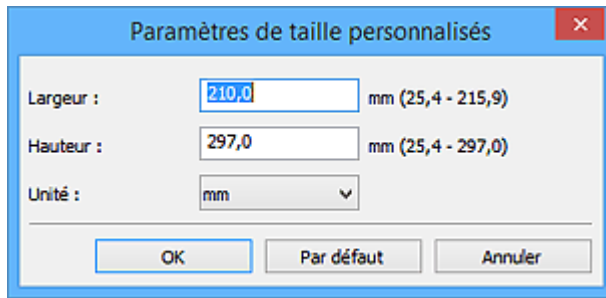 Paramètres de taille personnalisés
Largeur : 210,0 mm (25,4 - 215,9)
Hauteur : 297,0 mm (25,4 - 297,0)
Unité : mm
OK Par défaut Annuler